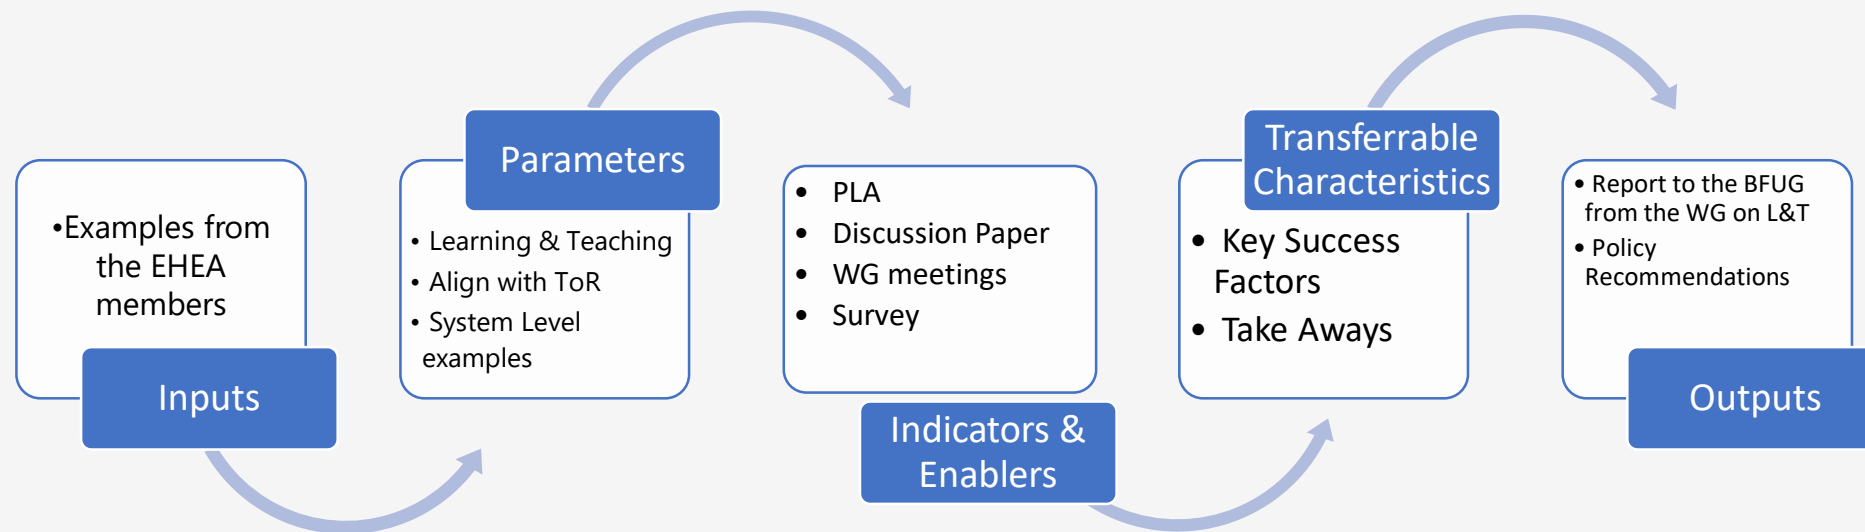 •Examples from
the EHEA
members
Inputs
Parameters
• Learning & Teaching
• Align with ToR
• System Level
examples
• PLA
• Discussion Paper
• WG meetings
• Survey
Indicators &
Enablers
Transferrable
Characteristics
• Key Success
Factors
• Take Aways
• Report to the BFUG
from the WG on L&T
• Policy
Recommendations
Outputs